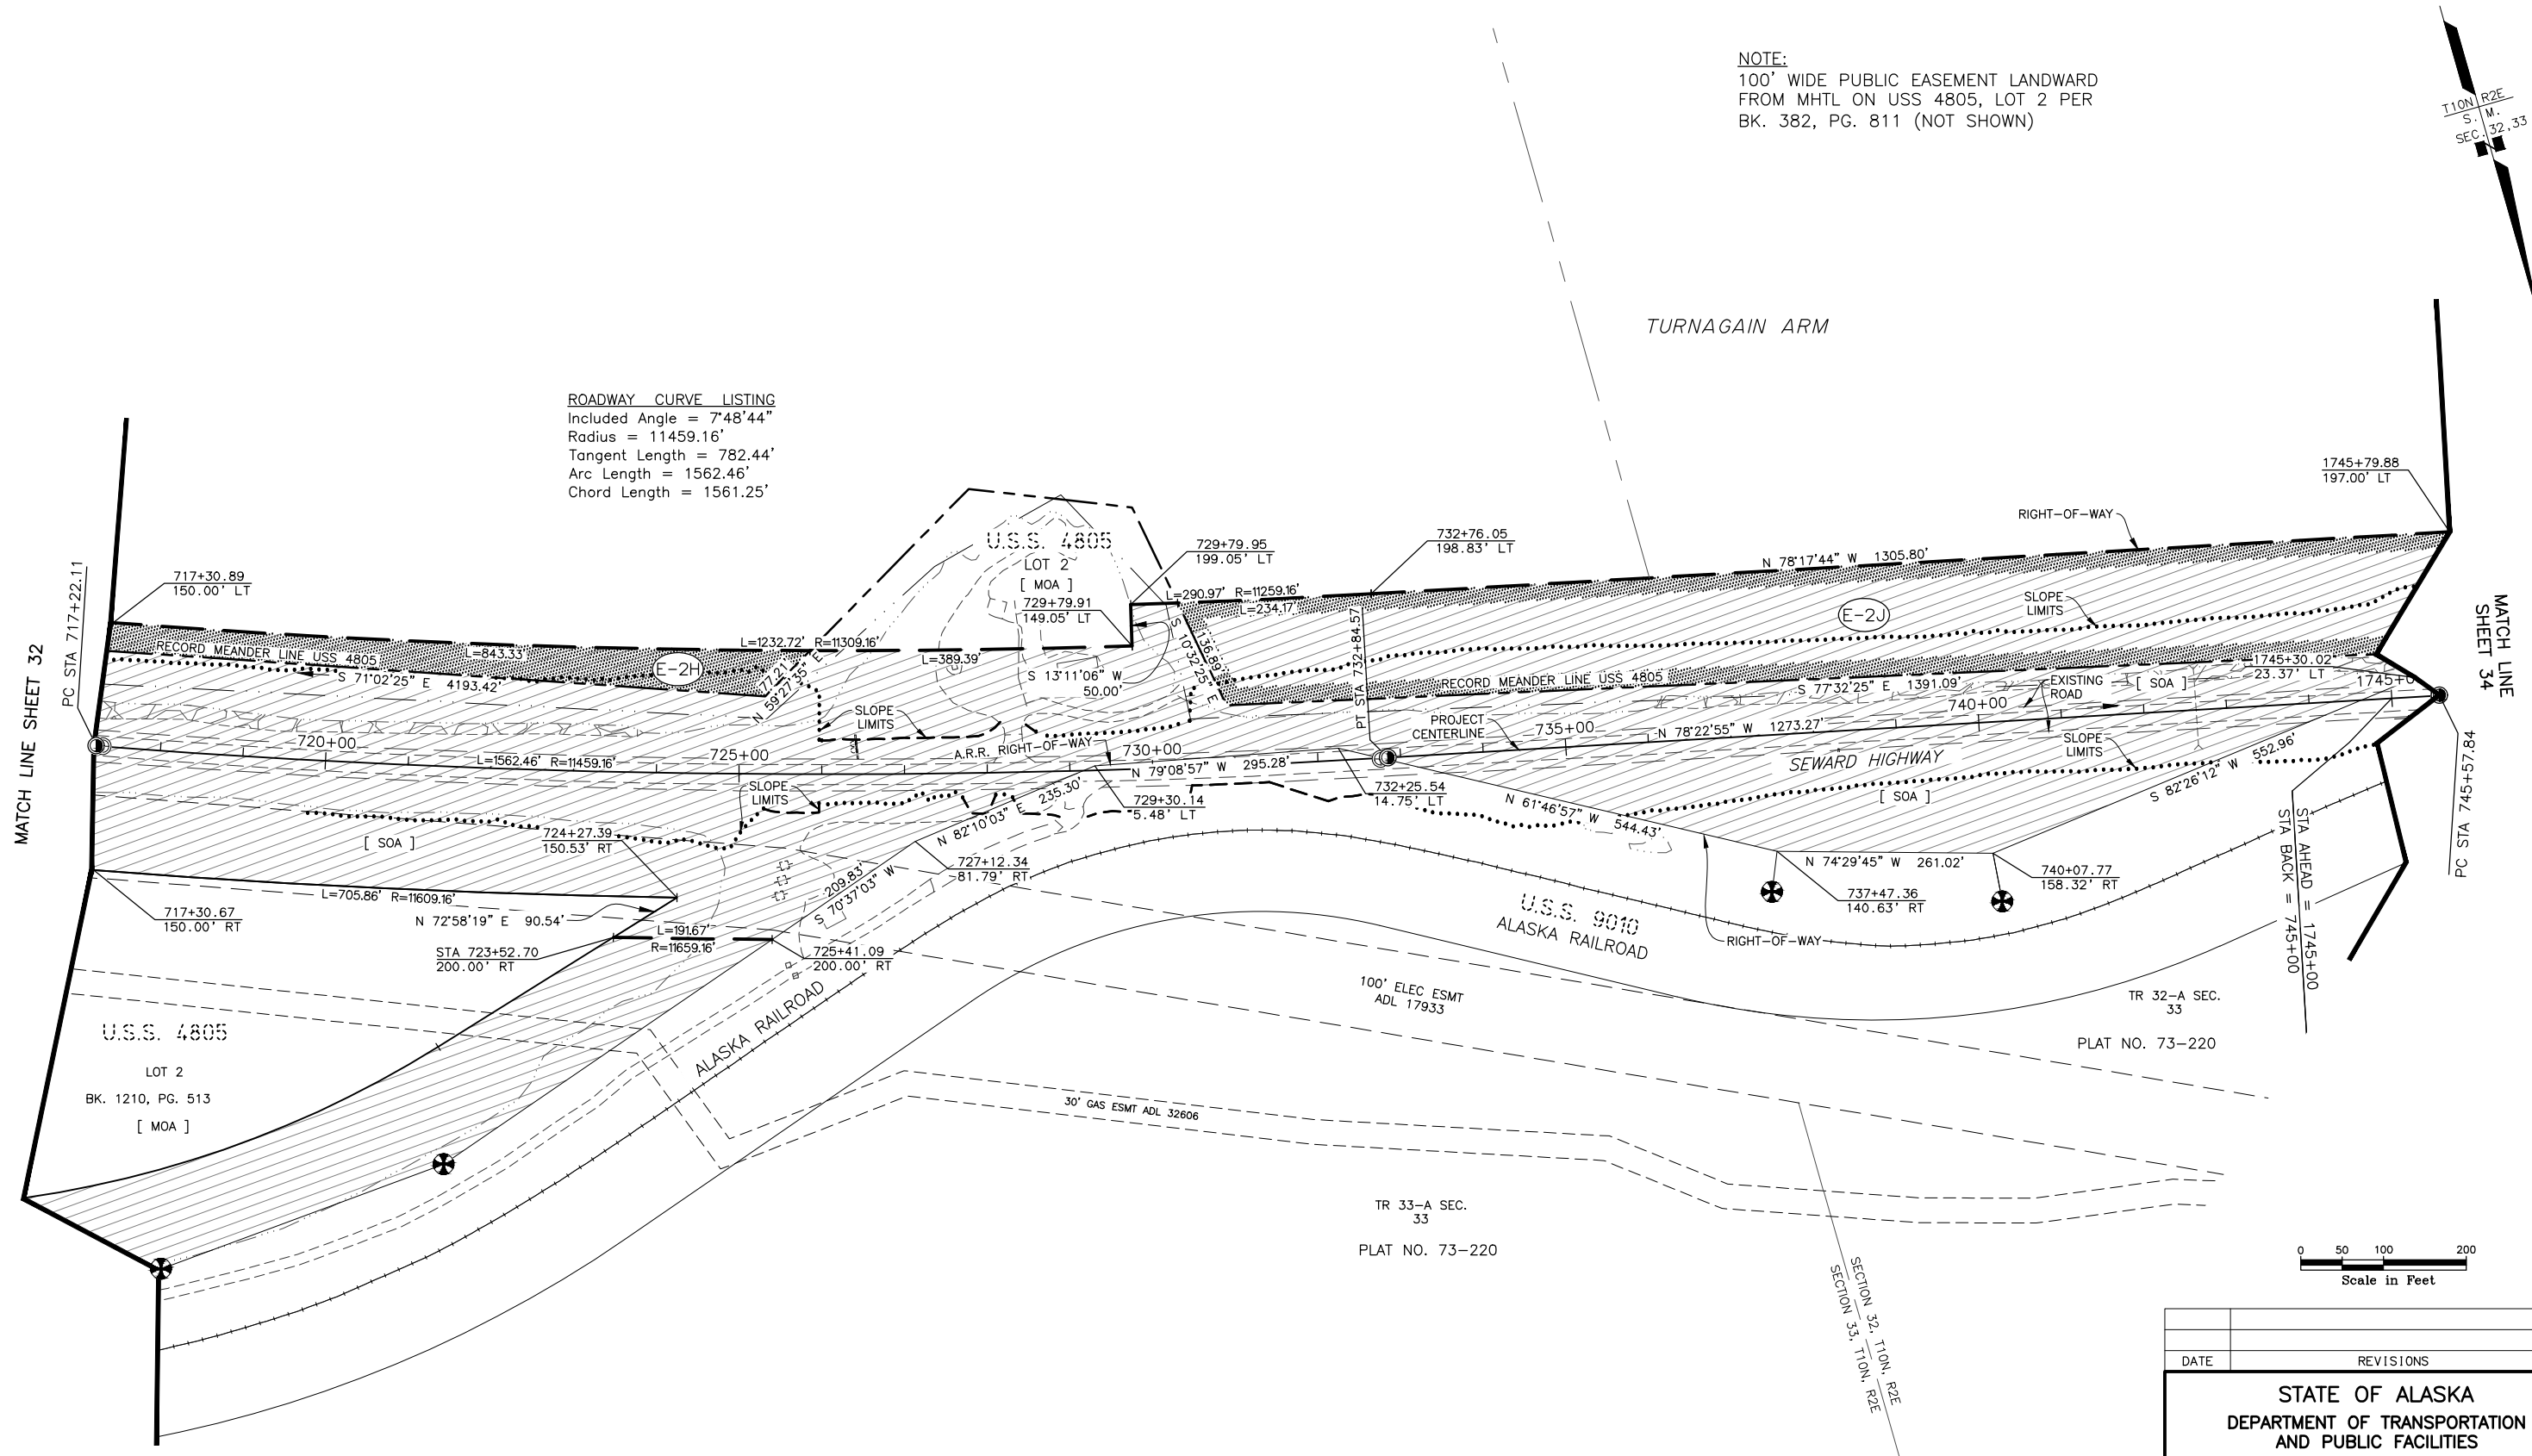 NOTE:
100' WIDE PUBLIC EASEMENT LANDWARD
FROM MHTL ON USS 4805, LOT 2 PER
BK. 382, PG. 811 (NOT SHOWN)
T10N R2E
S. M.
SEC. 32,33
TURNAGAIN ARM
ROADWAY CURVE LISTING
Included Angle = 7°48'44"
Radius = 11459.16'
Tangent Length = 782.44'
Arc Length = 1562.46'
Chord Length = 1561.25'
MATCH LINE SHEET 32
PC STA 717+22.11
717+30.89
150.00' LT
RECORD MEANDER LINE USS 4805
L=843.33'
S 71°02'25" E 4193.42'
E-2H
L=1232.72' R=11309.16'
77.21'
N 59°27'35" E
L=389.39'
U.S.S. 4805
LOT 2
[ MOA ]
729+79.91
149.05' LT
729+79.95
199.05' LT
S 13°11'06" W
50.00'
L=290.97' R=11259.16'
L=234.17'
136.89'
S 10°32'25" E
732+76.05
198.83' LT
PT STA 732+84.57
N 78°17'44" W 1305.80'
RIGHT-OF-WAY
1745+79.88
197.00' LT
E-2J
SLOPE
LIMITS
RECORD MEANDER LINE USS 4805
S 77°32'25" E 1391.09'
EXISTING
ROAD
[ SOA ]
1745+30.02
23.37' LT
1745+0
MATCH LINE
SHEET 34
720+00
L=1562.46' R=11459.16'
725+00
SLOPE
LIMITS
A.R.R. RIGHT-OF-WAY
730+00
N 79°08'57" W 295.28'
PROJECT
CENTERLINE
735+00
N 78°22'55" W 1273.27'
740+00
SEWARD HIGHWAY
SLOPE
LIMITS
S 82°26'12" W 552.96'
PC STA 745+57.84
SLOPE
LIMITS
[ SOA ]
724+27.39
150.53' RT
N 82°10'03" E 235.30'
729+30.14
5.48' LT
732+25.54
14.75' LT
N 61°46'57" W 544.43'
[ SOA ]
N 74°29'45" W 261.02'
727+12.34
81.79' RT
209.83'
S 70°37'03" W
737+47.36
140.63' RT
740+07.77
158.32' RT
STA AHEAD = 1745+00
STA BACK = 745+00
717+30.67
150.00' RT
L=705.86' R=11609.16'
N 72°58'19" E 90.54'
STA 723+52.70
200.00' RT
L=191.67'
R=11659.16'
725+41.09
200.00' RT
U.S.S. 9010
ALASKA RAILROAD
RIGHT-OF-WAY
100' ELEC ESMT
ADL 17933
TR 32-A SEC.
33
PLAT NO. 73-220
ALASKA RAILROAD
U.S.S. 4805
LOT 2
BK. 1210, PG. 513
[ MOA ]
30' GAS ESMT ADL 32606
TR 33-A SEC.
33
PLAT NO. 73-220
SECTION 32, T10N, R2E
SECTION 33, T10N, R2E
0 50 100 200
Scale in Feet
DATE REVISIONS
STATE OF ALASKA
DEPARTMENT OF TRANSPORTATION
AND PUBLIC FACILITIES